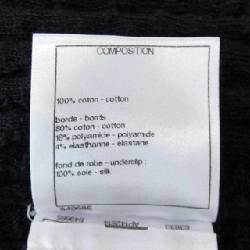 COMPOSITION
100% coton - cotton
bords - bords
80% coton - cotton
16% polyamide - polyamide
4% elasthanne - elastane
fond de robe - underslip :
100% soie - silk